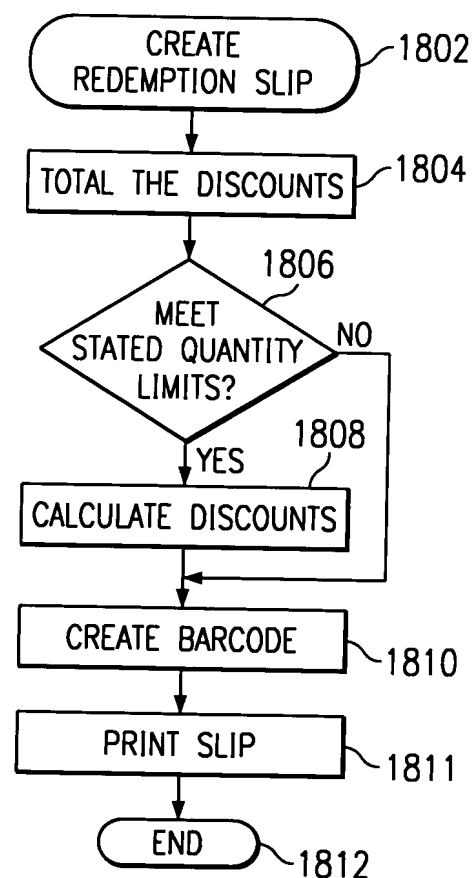 CREATE
REDEMPTION SLIP
1802
TOTAL THE DISCOUNTS
1804
1806
MEET
STATED QUANTITY
LIMITS?
NO
YES
1808
CALCULATE DISCOUNTS
CREATE BARCODE
1810
PRINT SLIP
1811
END
1812